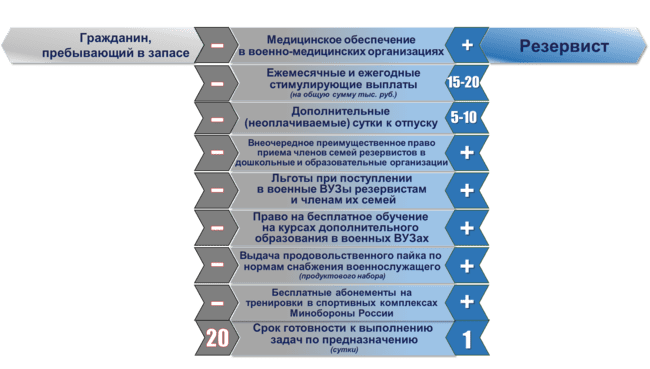 Гражданин,
пребывающий в запасе
–
Медицинское обеспечение
в военно-медицинских организациях
+
Резервист
–
Ежемесячные и ежегодные
стимулирующие выплаты
(на общую сумму тыс. руб.)
15-20
–
Дополнительные
(неоплачиваемые) сутки к отпуску
5-10
–
Внеочередное преимущественное право
приема членов семей резервистов в
дошкольные и образовательные организации
+
–
Льготы при поступлении
в военные ВУЗы резервистам
и членам их семей
+
–
Право на бесплатное обучение
на курсах дополнительного
образования в военных ВУЗах
+
–
Выдача продовольственного пайка по
нормам снабжения военнослужащего
(продуктового набора)
+
–
Бесплатные абонементы на
тренировки в спортивных комплексах
Минобороны России
+
20
Срок готовности к выполнению
задач по предназначению
(сутки)
1